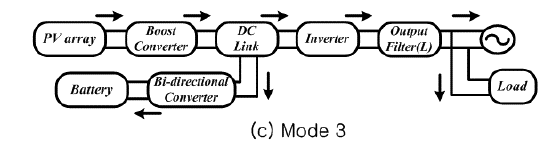 PV array
Boost
Converter
DC
Link
Inverter
Output
Filter(L)
Battery
Bi-directional
Converter
Load
(c) Mode 3